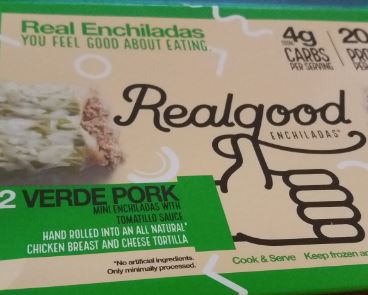 Real Enchiladas
YOU FEEL GOOD ABOUT EATING.
4g 20
CARBS
PER SERVING
Realgood
ENCHILADAS
2 VERDE PORK
MINI ENCHILADAS WITH
TOMATILLO SAUCE
HAND ROLLED INTO AN ALL NATURAL*
CHICKEN BREAST AND CHEESE TORTILLA
*No artificial ingredients.
Only minimally processed.
Cook & Serve Keep frozen